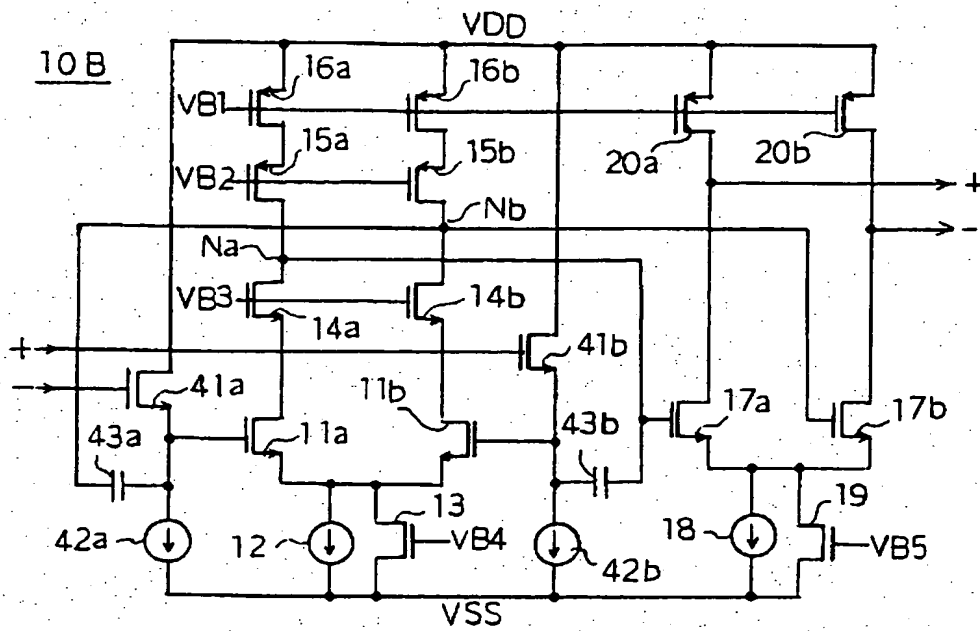 VDD
10B
16a
16b
VB1
15a
15b
20a
20b
VB2
+
Nb
-
Na
VB3
14a
14b
+
41b
-
41a
11b
17a
17b
43a
11a
43b
13
19
42a
12
VB4
42b
18
VB5
VSS